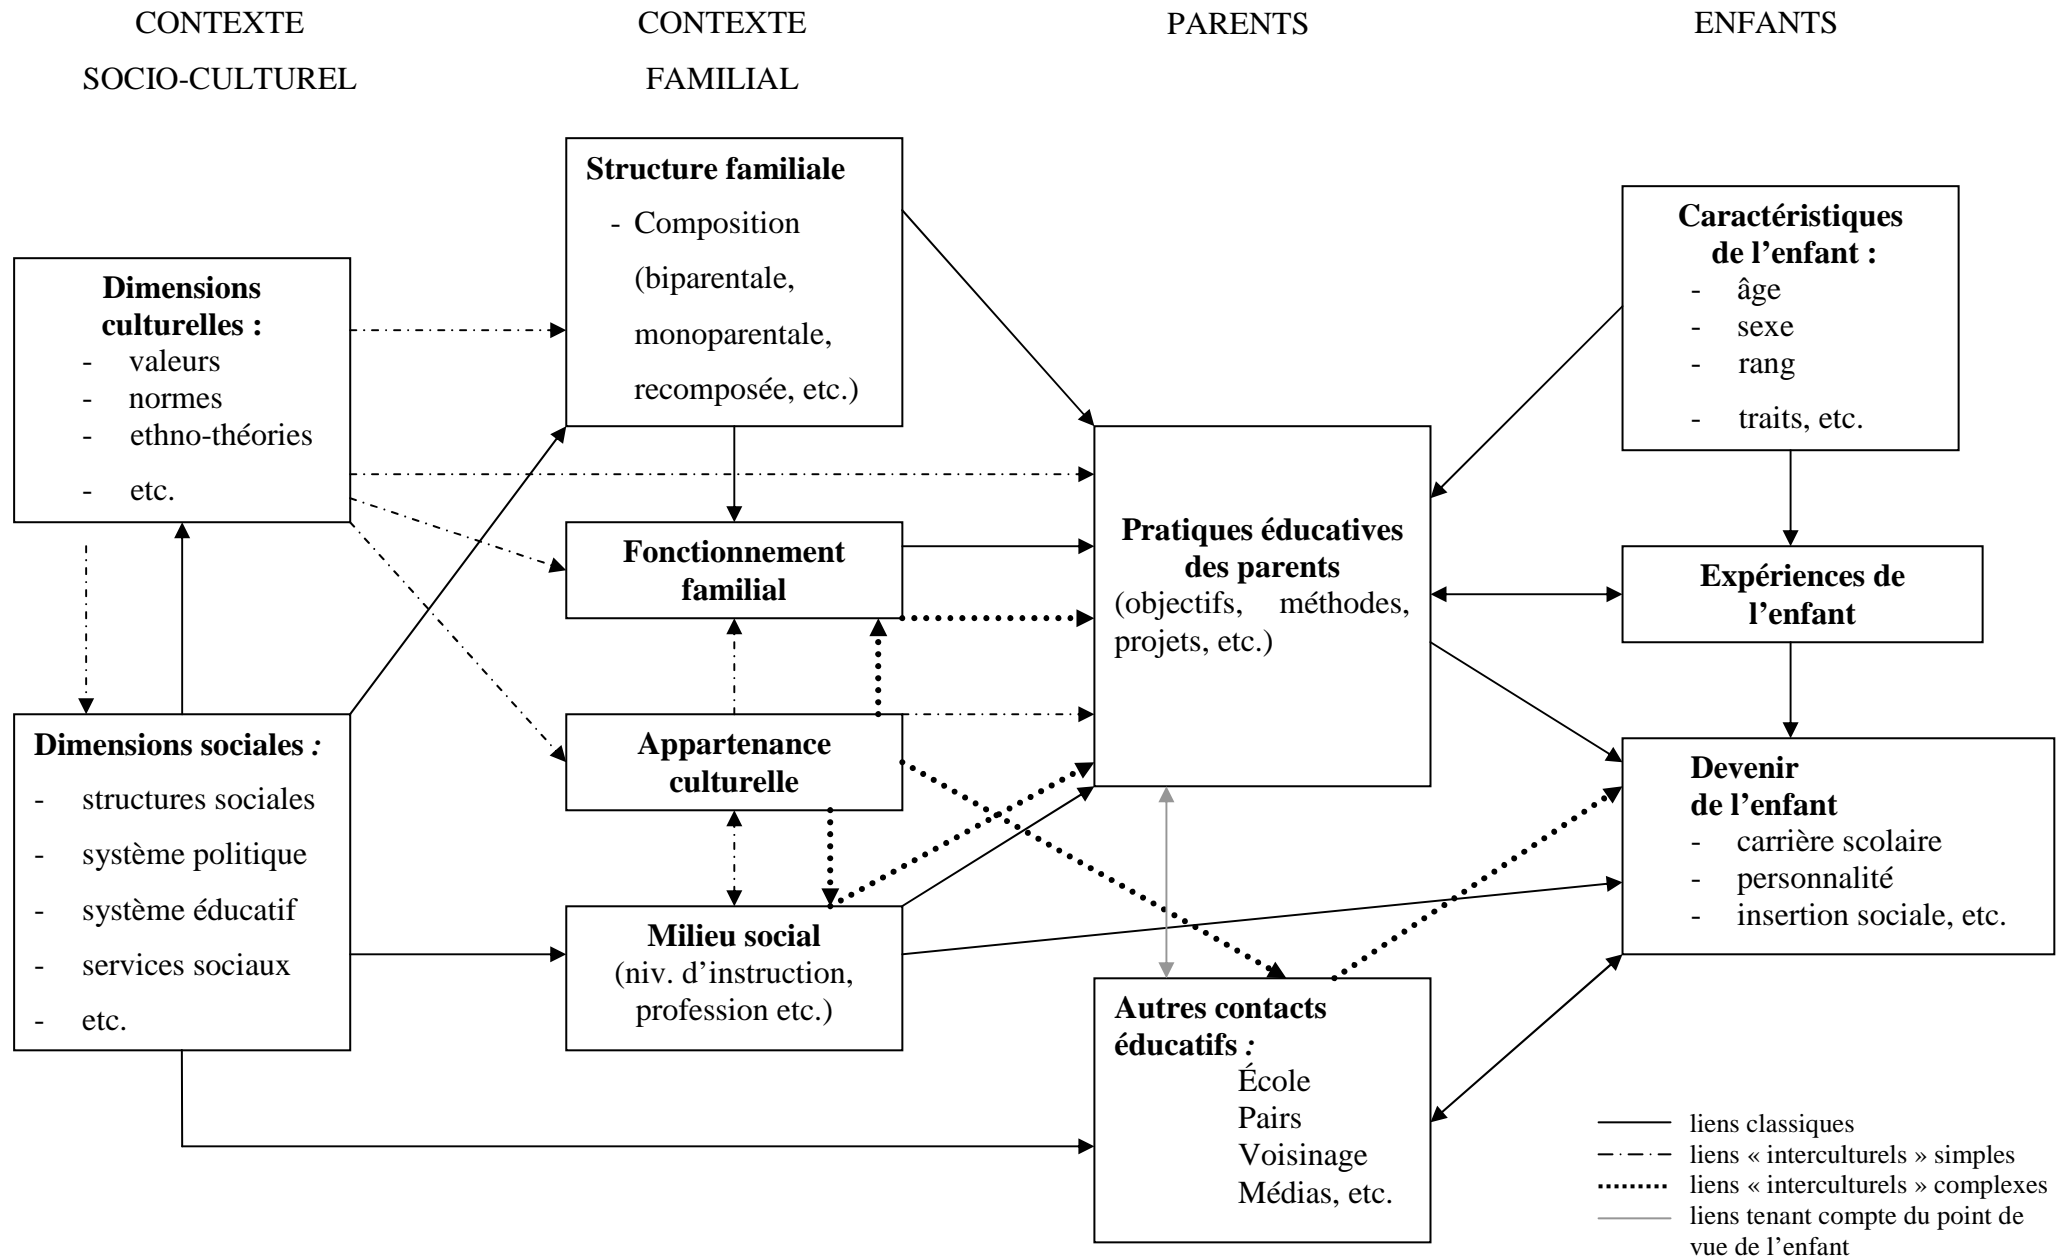 CONTEXTE
SOCIO-CULTUREL
CONTEXTE
FAMILIAL
PARENTS
ENFANTS
Dimensions
culturelles :
- valeurs
- normes
- ethno-théories
- etc.
Dimensions sociales :
- structures sociales
- système politique
- système éducatif
- services sociaux
- etc.
Structure familiale
- Composition
(biparentale,
monoparentale,
recomposée, etc.)
Fonctionnement
familial
Appartenance
culturelle
Milieu social
(niv. d’instruction,
profession etc.)
Pratiques éducatives
des parents
(objectifs, méthodes,
projets, etc.)
Autres contacts
éducatifs :
École
Pairs
Voisinage
Médias, etc.
Caractéristiques
de l’enfant :
- âge
- sexe
- rang
- traits, etc.
Expériences de
l’enfant
Devenir
de l’enfant
- carrière scolaire
- personnalité
- insertion sociale, etc.
liens classiques
liens « interculturels » simples
liens « interculturels » complexes
liens tenant compte du point de
vue de l’enfant